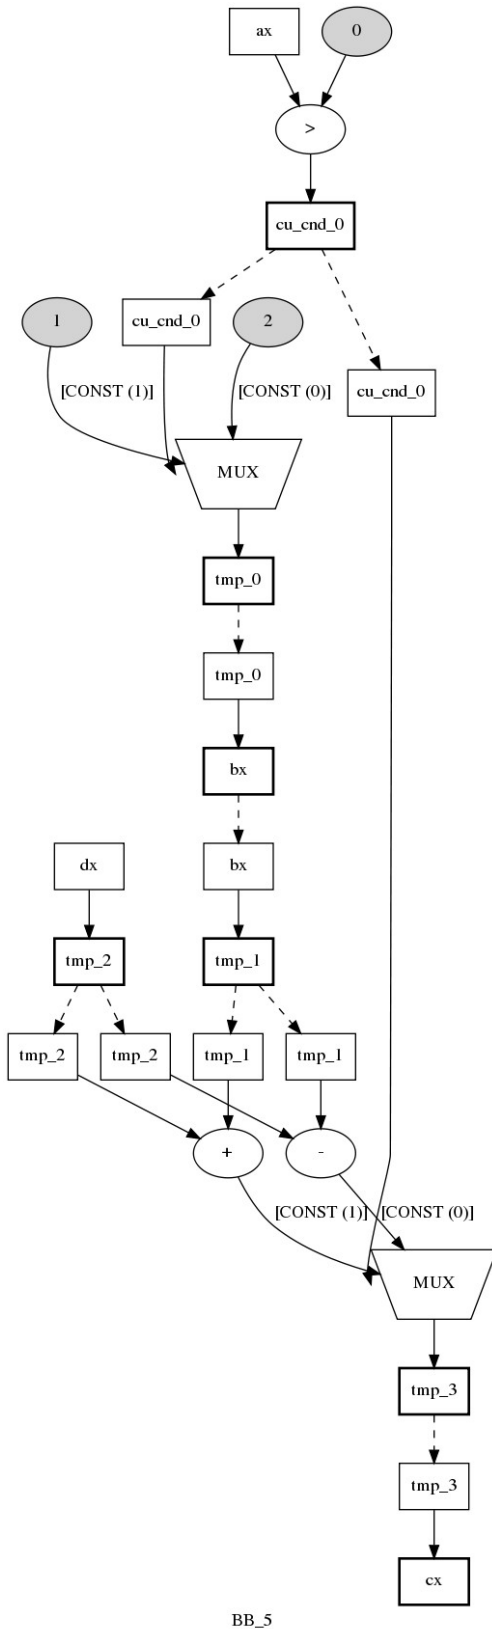 ax
0
>
cu_cnd_0
1
cu_cnd_0
2
cu_cnd_0
[CONST (1)]
[CONST (0)]
MUX
tmp_0
tmp_0
bx
dx
bx
tmp_2
tmp_1
tmp_2
tmp_2
tmp_1
tmp_1
+
-
[CONST (1)]
[CONST (0)]
MUX
tmp_3
tmp_3
cx
BB_5